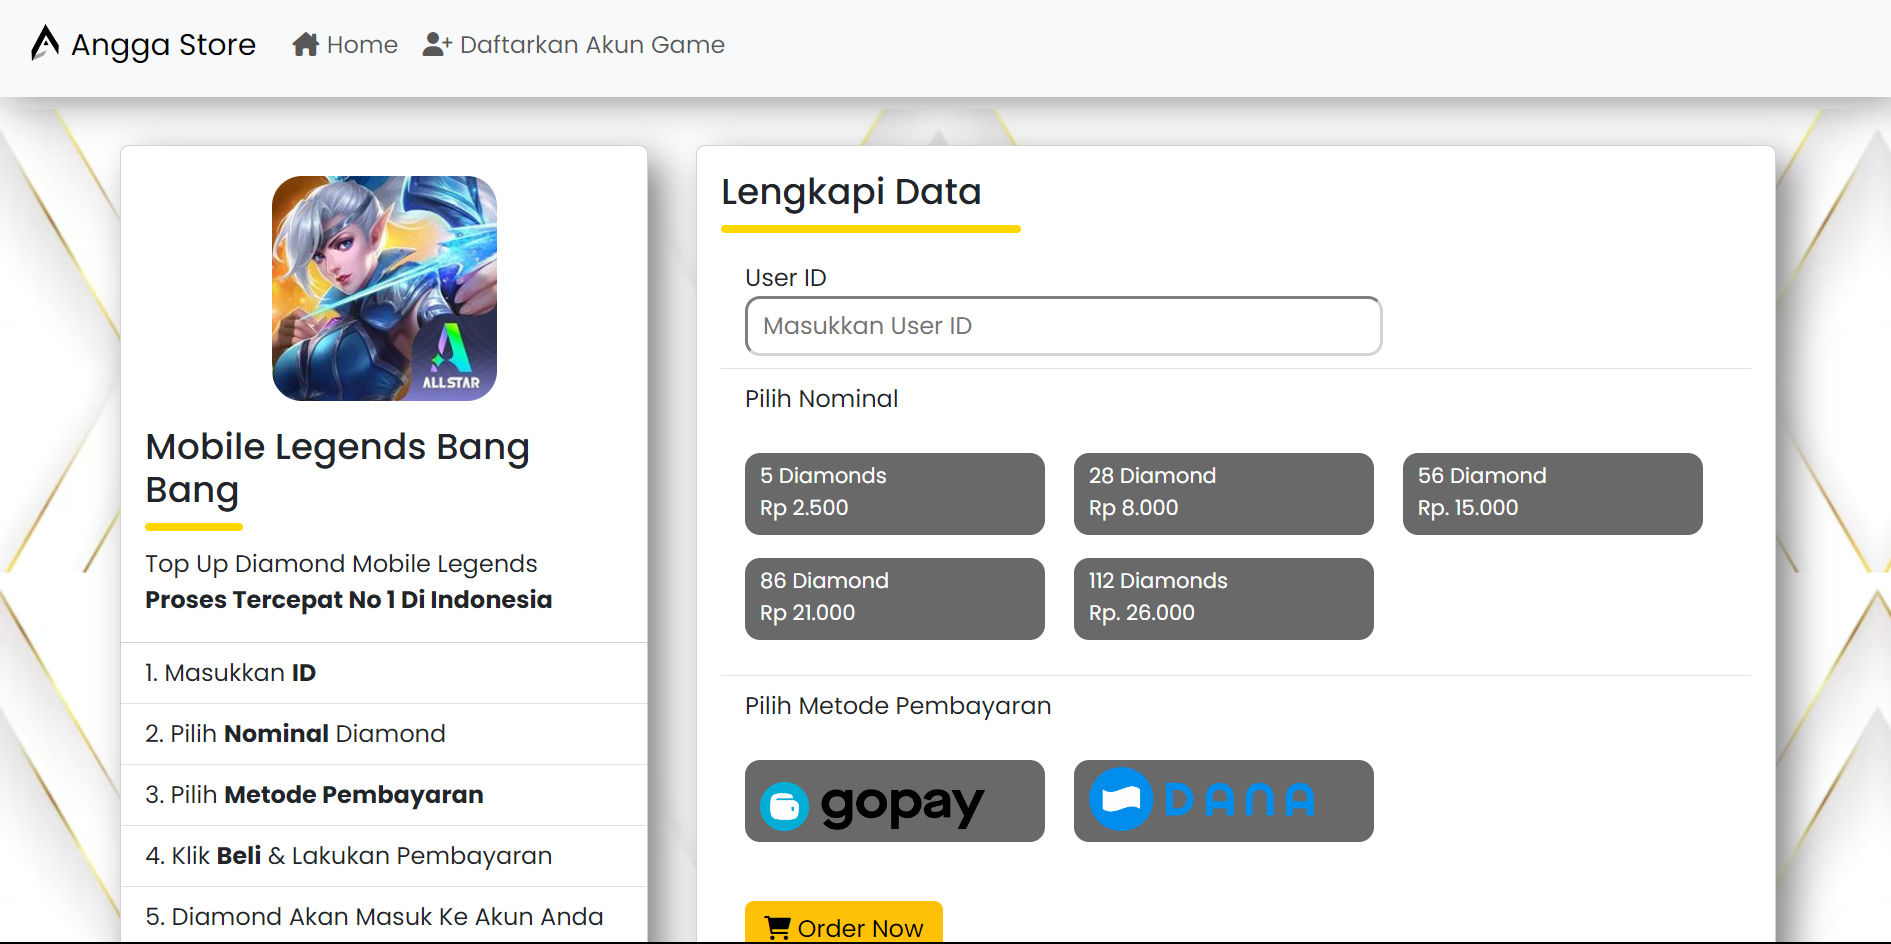 Angga Store
Home
Daftarkan Akun Game
ALLSTAR
Mobile Legends Bang
Bang
Top Up Diamond Mobile Legends
Proses Tercepat No 1 Di Indonesia
1. Masukkan ID
2. Pilih Nominal Diamond
3. Pilih Metode Pembayaran
4. Klik Beli & Lakukan Pembayaran
5. Diamond Akan Masuk Ke Akun Anda
Lengkapi Data
User ID
Masukkan User ID
Pilih Nominal
5 Diamonds
Rp 2.500
28 Diamond
Rp 8.000
56 Diamond
Rp. 15.000
86 Diamond
Rp 21.000
112 Diamonds
Rp. 26.000
Pilih Metode Pembayaran
gopay
DANA
Order Now